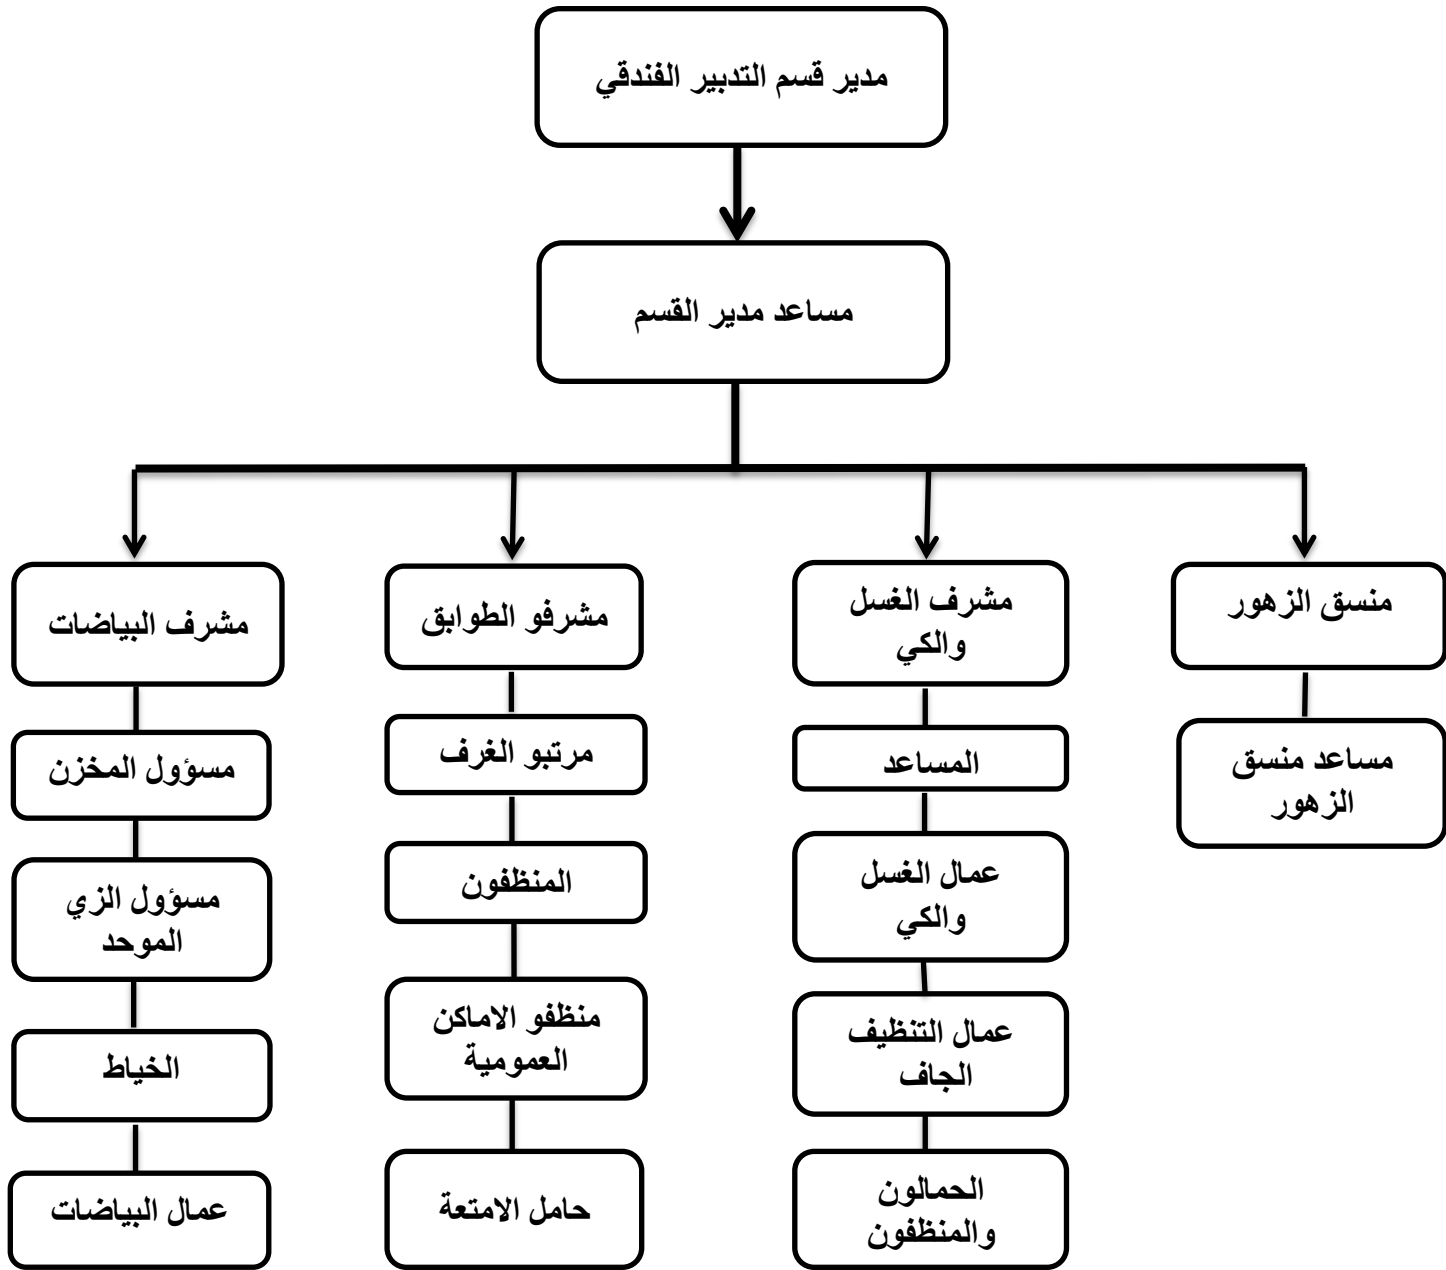 مدير قسم التدبير الفندقي
مساعد مدير القسم
منسق الزهور
مساعد منسق
الزهور
مشرف الغسل
والكي
المساعد
عمال الغسل
والكي
عمال التنظيف
الجاف
الحمالون
والمنظفون
مشرفو الطوابق
مرتبو الغرف
المنظفون
منظفو الاماكن
العمومية
حامل الامتعة
مشرف البياضات
مسؤول المخزن
مسؤول الزي
الموحد
الخياط
عمال البياضات